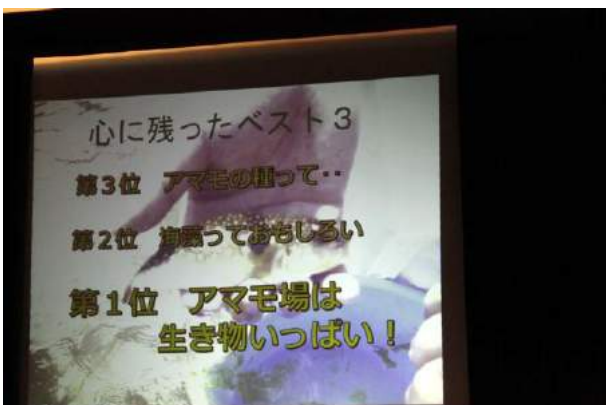 心に残ったベスト３
第３位　アマモの種って‥
第２位　海藻っておもしろい
第１位　アマモ場は
生き物いっぱい！